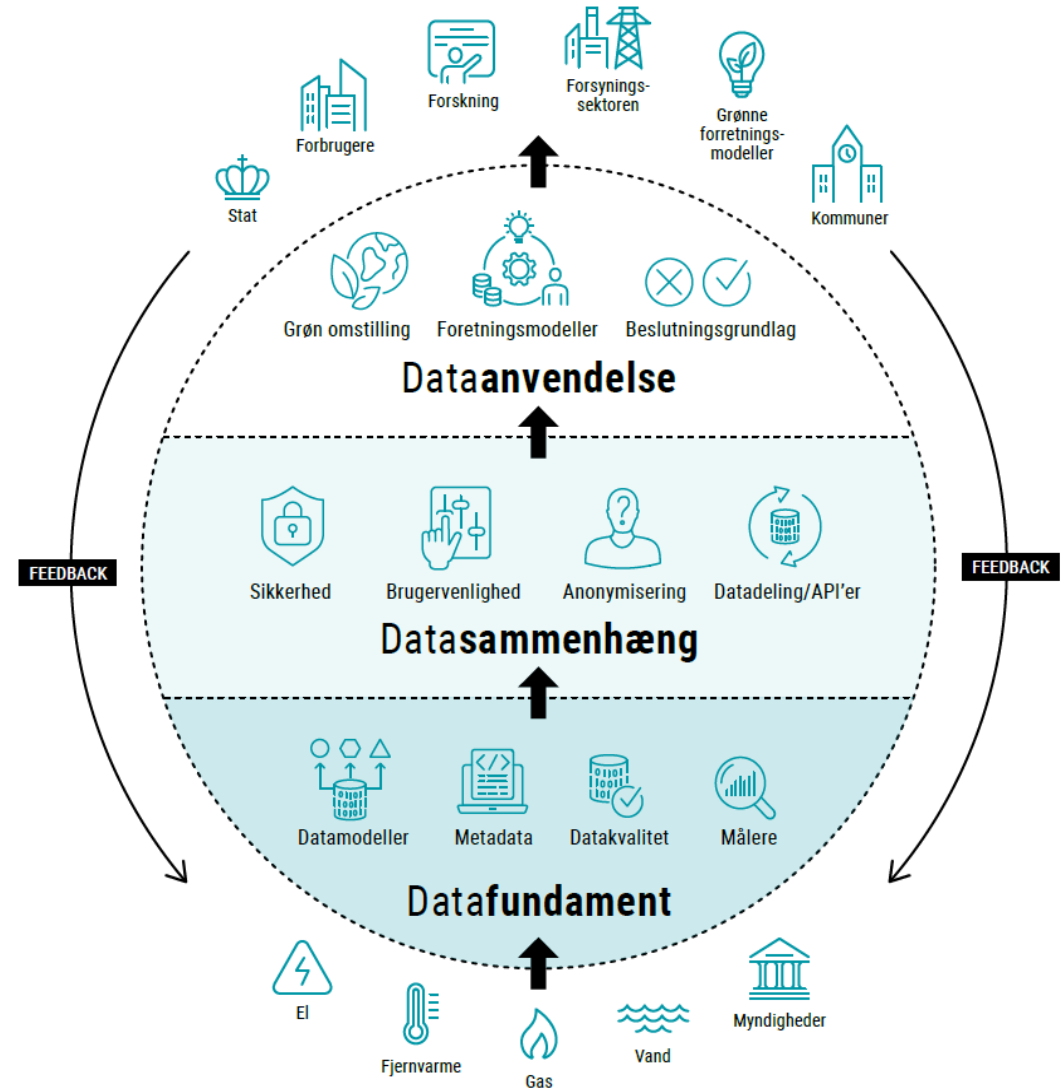 Forskning
Forsynings-
sektoren
Forbrugere
Grønne
forretnings-
modeller
Stat
Kommuner
Grøn omstilling
Foretningsmodeller
Beslutningsgrundlag
Dataanvendelse
FEEDBACK
FEEDBACK
Sikkerhed
Brugervenlighed
Anonymisering
Datadeling/API'er
Datasammenhæng
Datamodeller
Metadata
Datakvalitet
Målere
Datafundament
El
Fjernvarme
Gas
Vand
Myndigheder